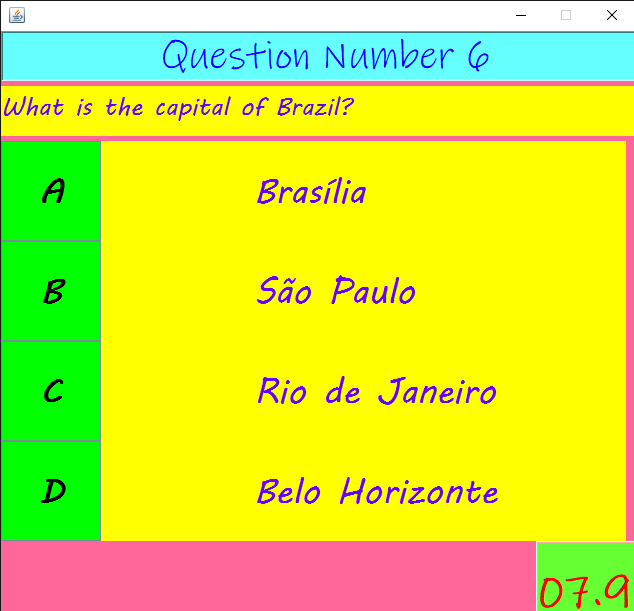 Question Number 6
What is the capital of Brazil?
A Brasília
B São Paulo
C Rio de Janeiro
D Belo Horizonte
07.9